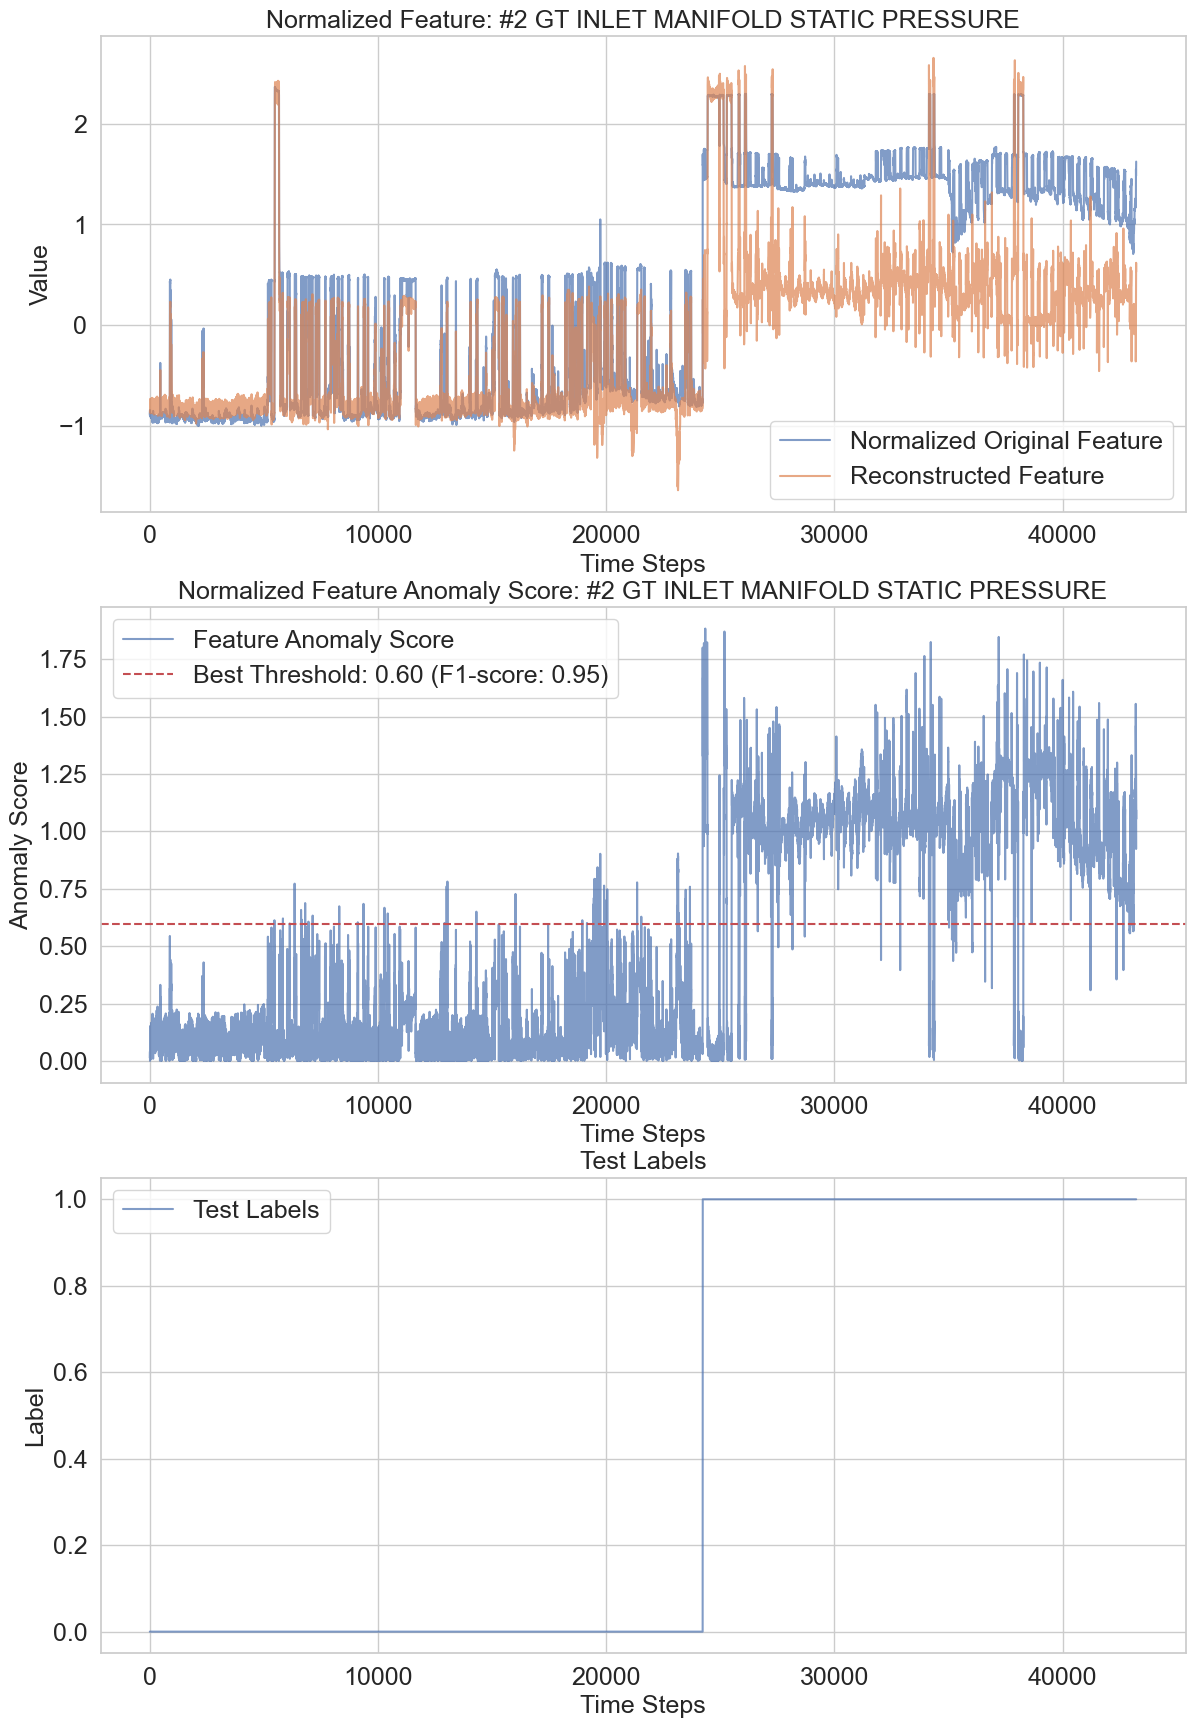 Normalized Feature: #2 GT INLET MANIFOLD STATIC PRESSURE
Value
2
1
0
−1
Normalized Original Feature
Reconstructed Feature
0 10000 20000 30000 40000
Time Steps
Normalized Feature Anomaly Score: #2 GT INLET MANIFOLD STATIC PRESSURE
Anomaly Score
Feature Anomaly Score
Best Threshold: 0.60 (F1-score: 0.95)
1.75
1.50
1.25
1.00
0.75
0.50
0.25
0.00
0 10000 20000 30000 40000
Time Steps
Test Labels
Label
Test Labels
1.0
0.8
0.6
0.4
0.2
0.0
0 10000 20000 30000 40000
Time Steps